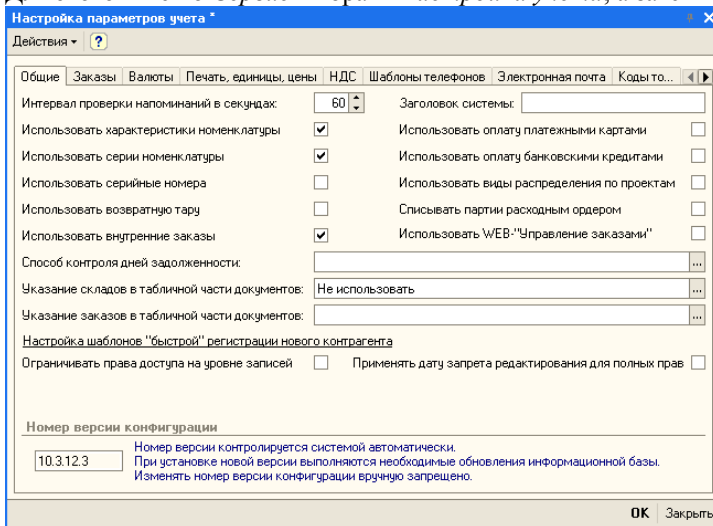 Настройка параметров учета *
Действия ?
Общие Заказы Валюты Печать, единицы, цены НДС Шаблоны телефонов Электронная почта Коды то...
Интервал проверки напоминаний в секундах: 60 Заголовок системы:
Использовать характеристики номенклатуры Использовать оплату платежными картами
Использовать серии номенклатуры Использовать оплату банковскими кредитами
Использовать серийные номера Использовать виды распределения по проектам
Использовать возвратную тару Списывать партии расходным ордером
Использовать внутренние заказы Использовать WEB-"Управление заказами"
Способ контроля дней задолженности: ...
Указание складов в табличной части документов: Не использовать ...
Указание заказов в табличной части документов: ...
Настройка шаблонов "быстрой" регистрации нового контрагента
Ограничивать права доступа на уровне записей Применять дату запрета редактирования для полных прав
Номер версии конфигурации
10.3.12.3
Номер версии контролируется системой автоматически.
При установке новой версии выполняются необходимые обновления информационной базы.
Изменять номер версии конфигурации вручную запрещено.
OK Закрыть